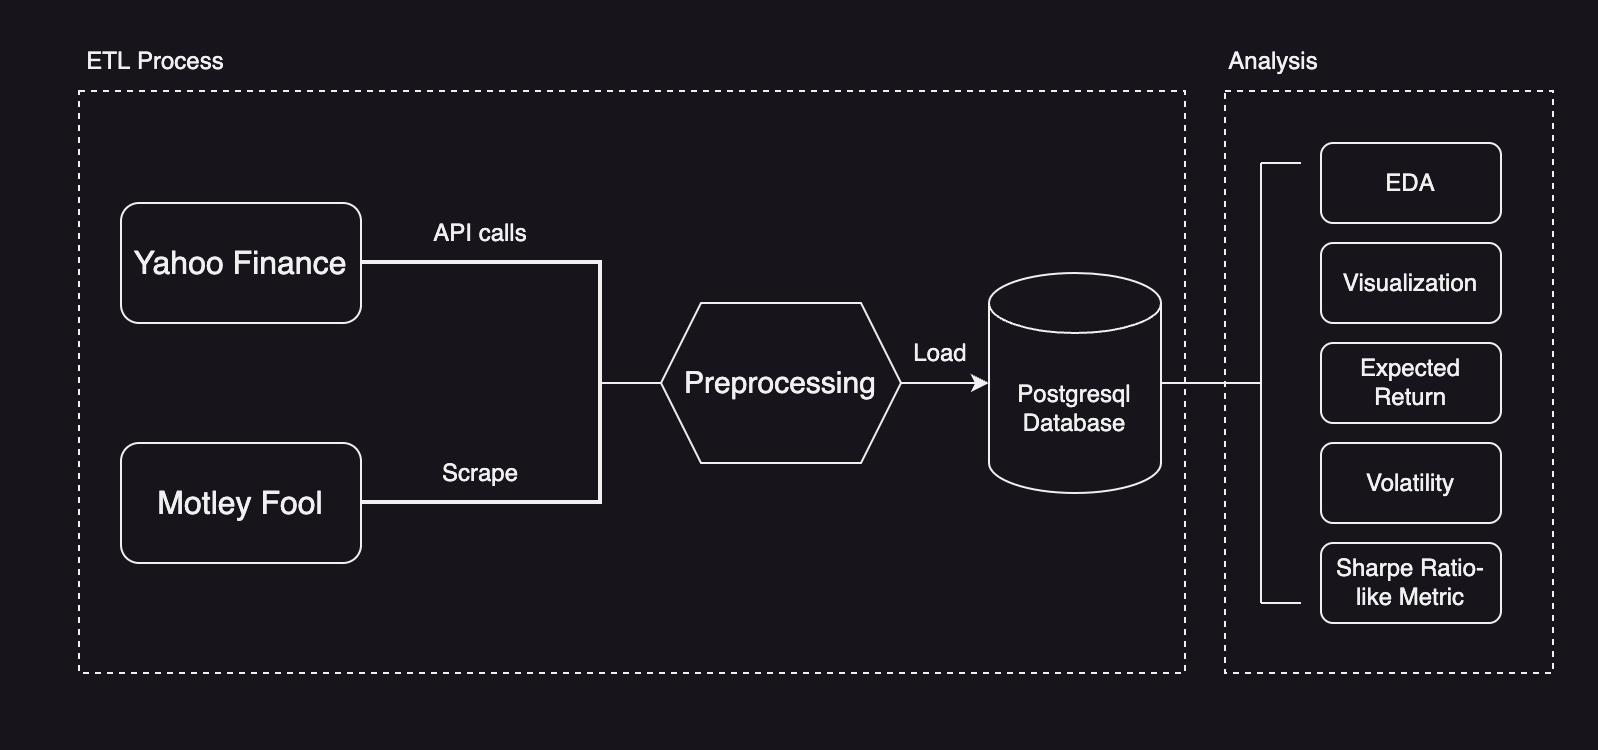 ETL Process
Analysis
Yahoo Finance
API calls
Motley Fool
Scrape
Preprocessing
Load
Postgresql
Database
EDA
Visualization
Expected
Return
Volatility
Sharpe Ratio-
like Metric